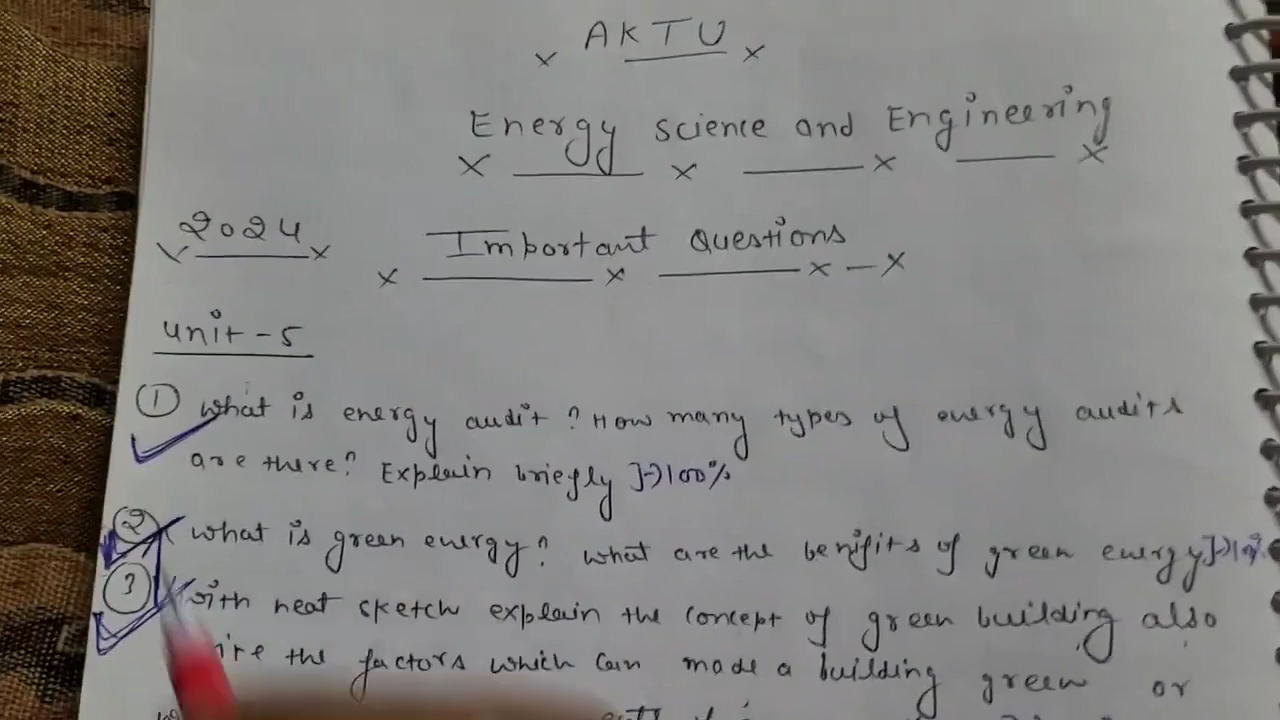 AKTU
Energy science and Engineering
2024
Important Questions
Unit - 5
① What is energy audit? How many types of energy audits
are there? Explain briefly ]→100%
② What is green energy? What are the benifits of green energy]→
③ With neat sketch explain the concept of green building also
the factors which can made a building green or